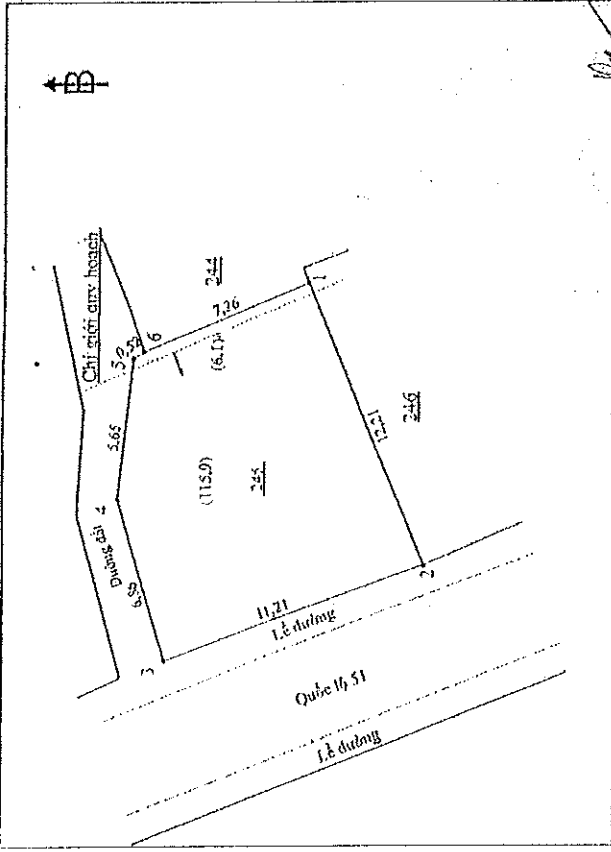 B
Chỉ giới quy hoạch
244
5
0,52
6
7,36
1
(6.1)
5,65
4
Đường đất
6,50
(115,9)
245
12,21
246
3
11,21
2
Lề đường
Quốc lộ 51
Lề đường